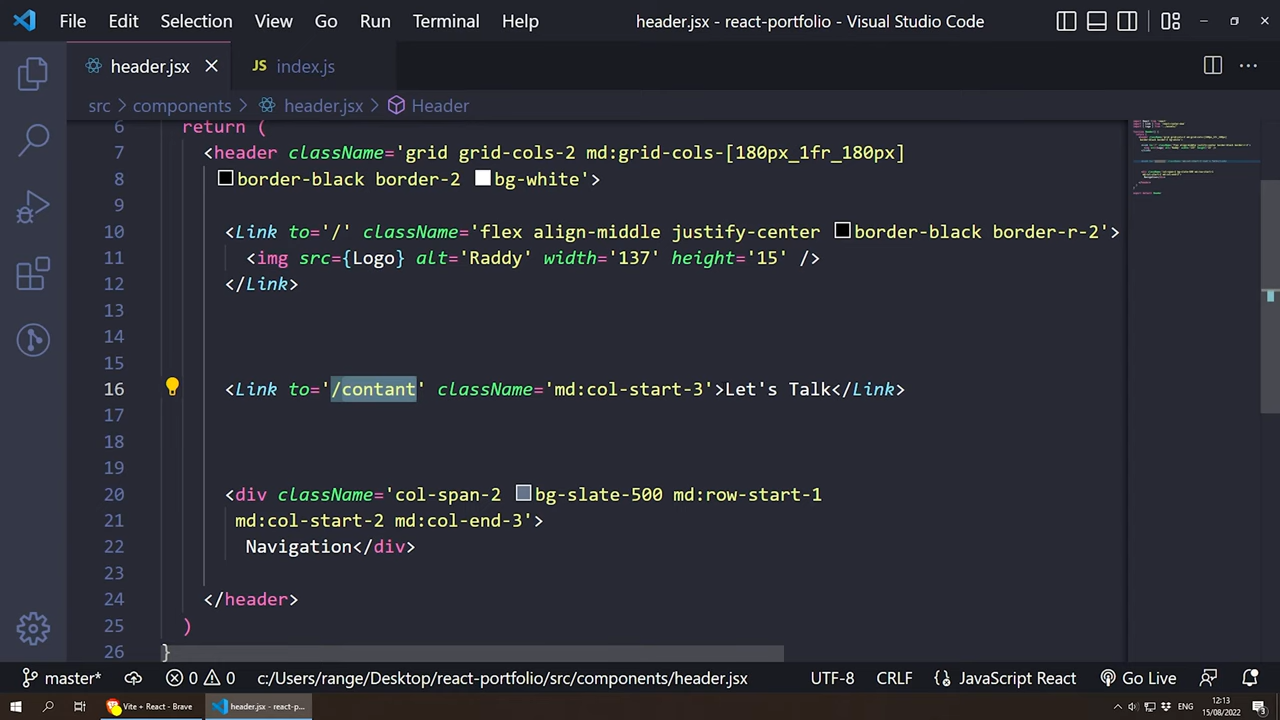 File Edit Selection View Go Run Terminal Help header.jsx - react-portfolio - Visual Studio Code
header.jsx JS index.js
src > components > header.jsx > Header
6 return (
7 <header className='grid grid-cols-2 md:grid-cols-[180px_1fr_180px]
8 border-black border-2 bg-white'>
9
10 <Link to='/' className='flex align-middle justify-center border-black border-r-2'>
11 <img src={Logo} alt='Raddy' width='137' height='15' />
12 </Link>
13
14
15
16 <Link to='/contant' className='md:col-start-3'>Let's Talk</Link>
17
18
19
20 <div className='col-span-2 bg-slate-500 md:row-start-1
21 md:col-start-2 md:col-end-3'>
22 Navigation</div>
23
24 </header>
25 )
26 }
master* 0 0 c:/Users/range/Desktop/react-portfolio/src/components/header.jsx UTF-8 CRLF {} JavaScript React Go Live
Vite + React - Brave header.jsx - react-p... ENG 12:13
15/08/2022 3